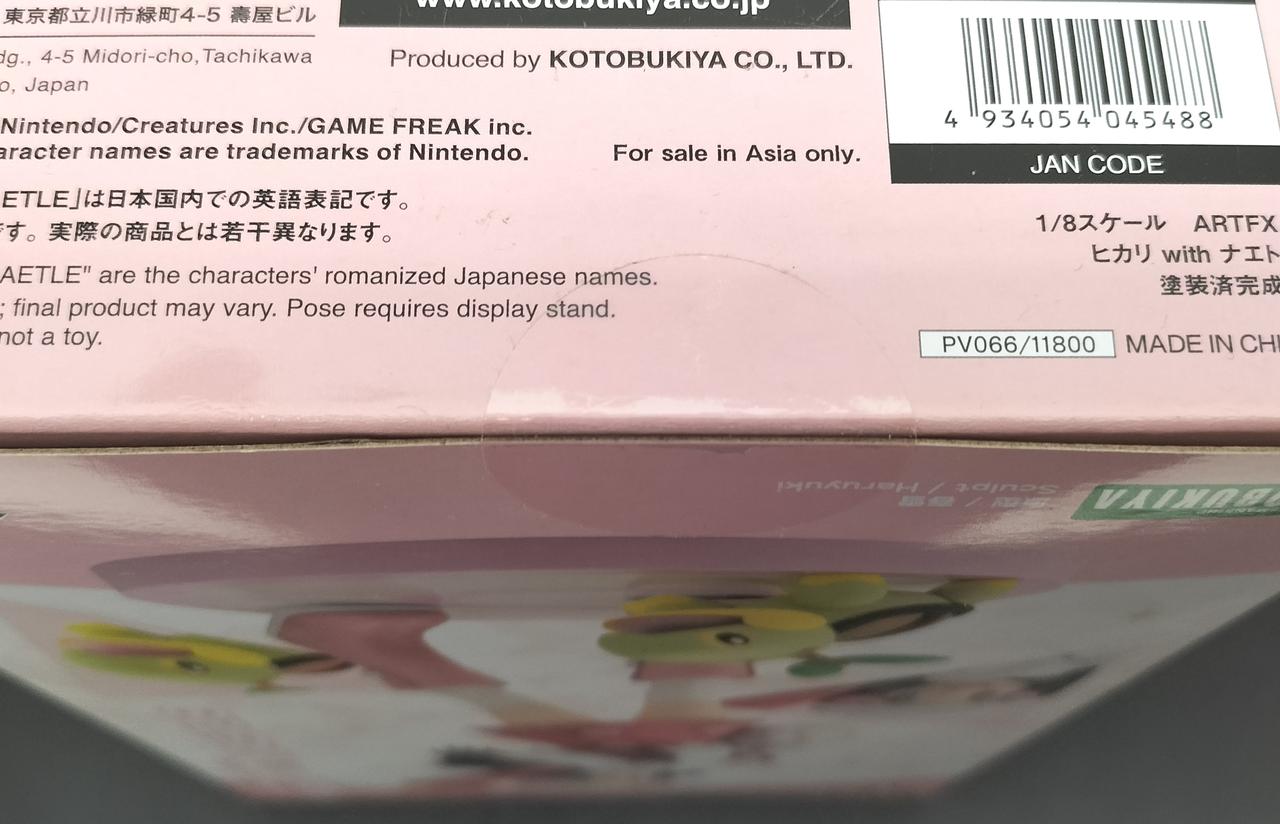 東京都立川市緑町4-5 壽屋ビル
dg., 4-5 Midori-cho, Tachikawa
o, Japan
www.kotobukiya.co.jp
Produced by KOTOBUKIYA CO., LTD.
Nintendo/Creatures Inc./GAME FREAK inc.
aracter names are trademarks of Nintendo.
For sale in Asia only.
4 934054 045488
JAN CODE
ETLE」は日本国内での英語表記です。
です。実際の商品とは若干異なります。
AETLE" are the characters' romanized Japanese names.
; final product may vary. Pose requires display stand.
not a toy.
1/8スケール ARTFX
ヒカリ with ナエト
塗装済完成
PV066/11800
MADE IN CHI
Sculpt / Haruyuki
OBUKIYA